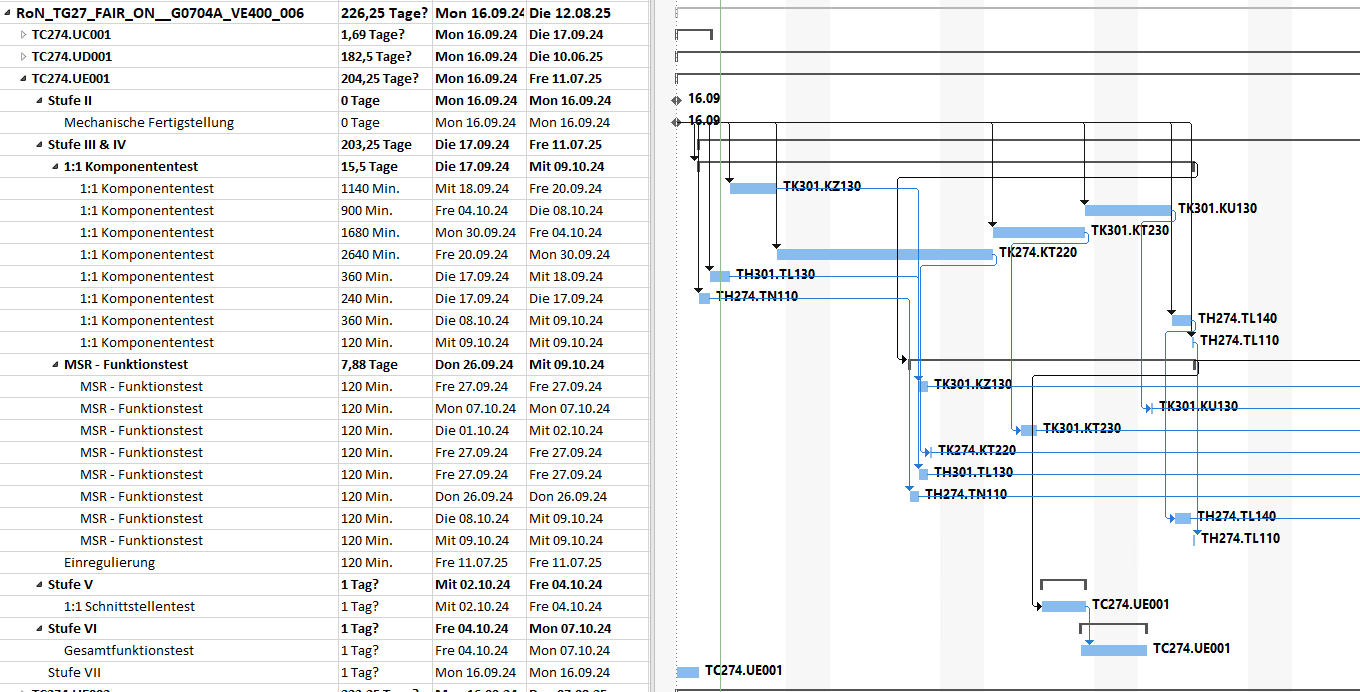 RoN_TG27_FAIR_ON__G0704A_VE400_006 226,25 Tage? Mon 16.09.24 Die 12.08.25
TC274.UC001 1,69 Tage? Mon 16.09.24 Die 17.09.24
TC274.UD001 182,5 Tage? Mon 16.09.24 Die 10.06.25
TC274.UE001 204,25 Tage? Mon 16.09.24 Fre 11.07.25
Stufe II 0 Tage Mon 16.09.24 Mon 16.09.24 16.09
Mechanische Fertigstellung 0 Tage Mon 16.09.24 Mon 16.09.24 16.09
Stufe III & IV 203,25 Tage Die 17.09.24 Fre 11.07.25
1:1 Komponententest 15,5 Tage Die 17.09.24 Mit 09.10.24
1:1 Komponententest 1140 Min. Mit 18.09.24 Fre 20.09.24 TK301.KZ130
1:1 Komponententest 900 Min. Fre 04.10.24 Die 08.10.24 TK301.KU130
1:1 Komponententest 1680 Min. Mon 30.09.24 Fre 04.10.24 TK301.KT230
1:1 Komponententest 2640 Min. Fre 20.09.24 Mon 30.09.24 TK274.KT220
1:1 Komponententest 360 Min. Die 17.09.24 Mit 18.09.24 TH301.TL130
1:1 Komponententest 240 Min. Die 17.09.24 Die 17.09.24 TH274.TN110
1:1 Komponententest 360 Min. Die 08.10.24 Mit 09.10.24 TH274.TL140
1:1 Komponententest 120 Min. Mit 09.10.24 Mit 09.10.24 TH274.TL110
MSR - Funktionstest 7,88 Tage Don 26.09.24 Mit 09.10.24
MSR - Funktionstest 120 Min. Fre 27.09.24 Fre 27.09.24 TK301.KZ130
MSR - Funktionstest 120 Min. Mon 07.10.24 Mon 07.10.24 TK301.KU130
MSR - Funktionstest 120 Min. Die 01.10.24 Mit 02.10.24 TK301.KT230
MSR - Funktionstest 120 Min. Fre 27.09.24 Fre 27.09.24 TK274.KT220
MSR - Funktionstest 120 Min. Fre 27.09.24 Fre 27.09.24 TH301.TL130
MSR - Funktionstest 120 Min. Don 26.09.24 Don 26.09.24 TH274.TN110
MSR - Funktionstest 120 Min. Die 08.10.24 Mit 09.10.24 TH274.TL140
MSR - Funktionstest 120 Min. Mit 09.10.24 Mit 09.10.24 TH274.TL110
Einregulierung 120 Min. Fre 11.07.25 Fre 11.07.25
Stufe V 1 Tag? Mit 02.10.24 Fre 04.10.24
1:1 Schnittstellentest 1 Tag? Mit 02.10.24 Fre 04.10.24 TC274.UE001
Stufe VI 1 Tag? Fre 04.10.24 Mon 07.10.24
Gesamtfunktionstest 1 Tag? Fre 04.10.24 Mon 07.10.24 TC274.UE001
Stufe VII 1 Tag? Mon 16.09.24 Mon 16.09.24 TC274.UE001